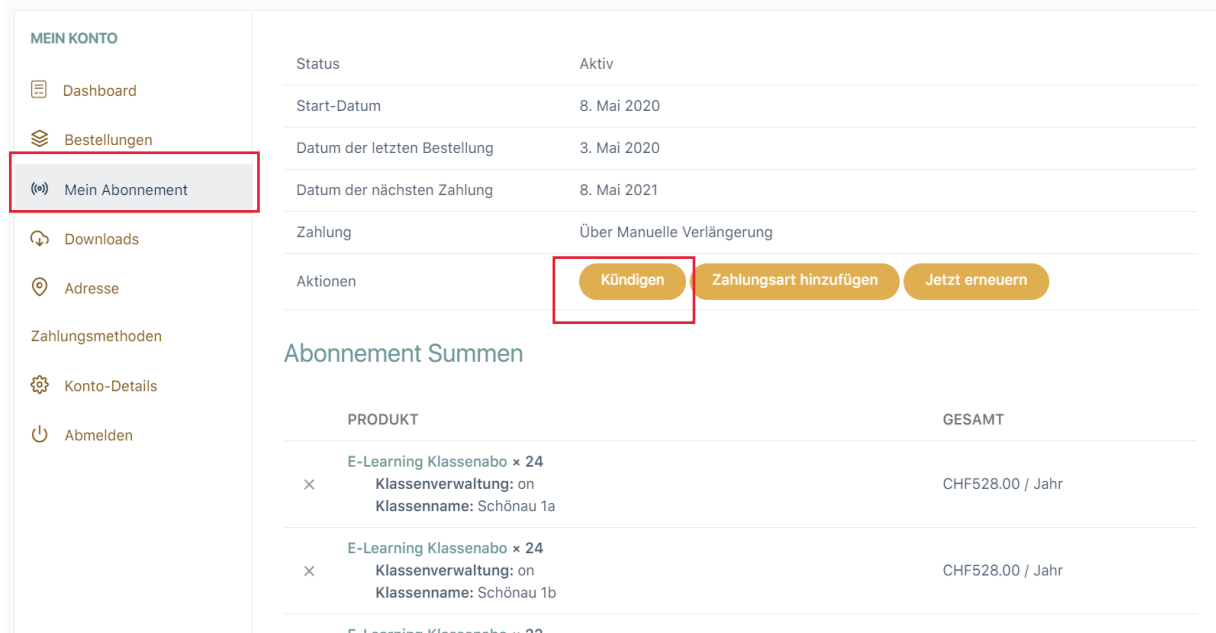 MEIN KONTO
Dashboard
Bestellungen
Mein Abonnement
Downloads
Adresse
Zahlungsmethoden
Konto-Details
Abmelden
Status Aktiv
Start-Datum 8. Mai 2020
Datum der letzten Bestellung 3. Mai 2020
Datum der nächsten Zahlung 8. Mai 2021
Zahlung Über Manuelle Verlängerung
Aktionen Kündigen Zahlungsart hinzufügen Jetzt erneuern
Abonnement Summen
PRODUKT GESAMT
E-Learning Klassenabo × 24
Klassenverwaltung: on
Klassenname: Schönau 1a
CHF528.00 / Jahr
E-Learning Klassenabo × 24
Klassenverwaltung: on
Klassenname: Schönau 1b
CHF528.00 / Jahr
E-Learning Klassenabo